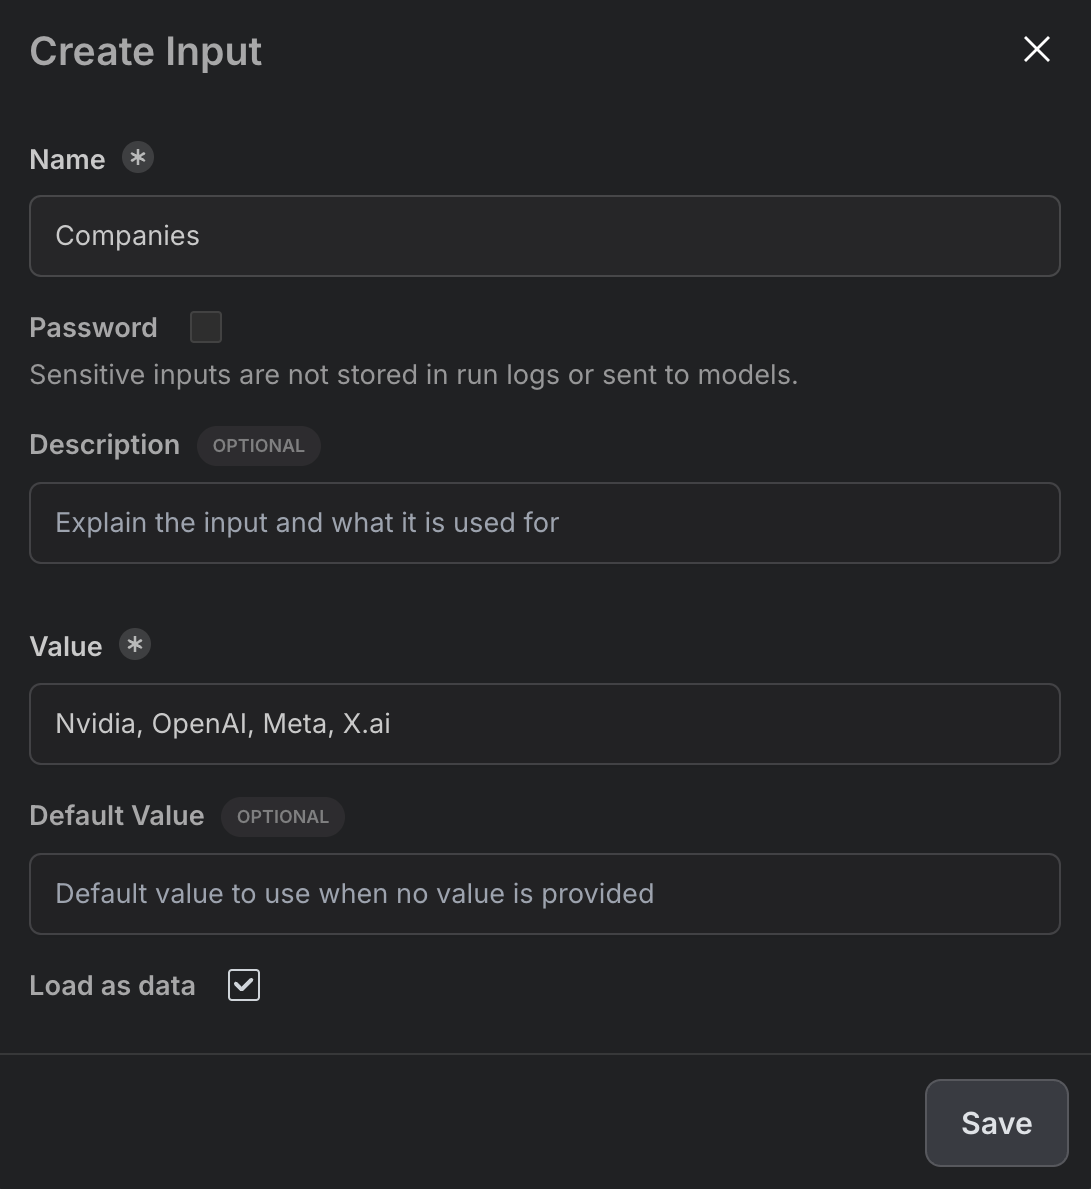 Create Input
Name *
Companies
Password
Sensitive inputs are not stored in run logs or sent to models.
Description OPTIONAL
Explain the input and what it is used for
Value *
Nvidia, OpenAI, Meta, X.ai
Default Value OPTIONAL
Default value to use when no value is provided
Load as data
Save